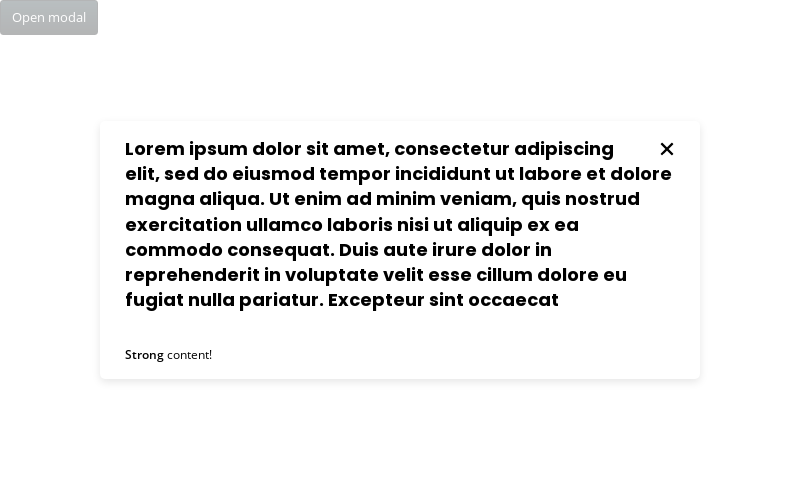 Open modal
Lorem ipsum dolor sit amet, consectetur adipiscing
elit, sed do eiusmod tempor incididunt ut labore et dolore
magna aliqua. Ut enim ad minim veniam, quis nostrud
exercitation ullamco laboris nisi ut aliquip ex ea
commodo consequat. Duis aute irure dolor in
reprehenderit in voluptate velit esse cillum dolore eu
fugiat nulla pariatur. Excepteur sint occaecat
Strong content!